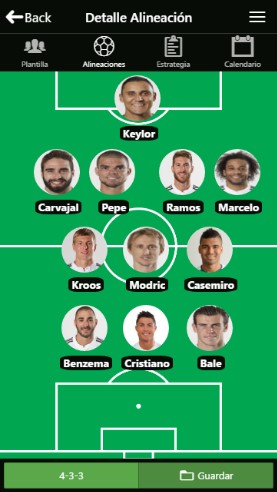 Back Detalle Alineación
Plantilla Alineaciones Estrategia Calendario
Keylor
Carvajal Pepe Ramos Marcelo
Kroos Modric Casemiro
Benzema Cristiano Bale
4-3-3 Guardar